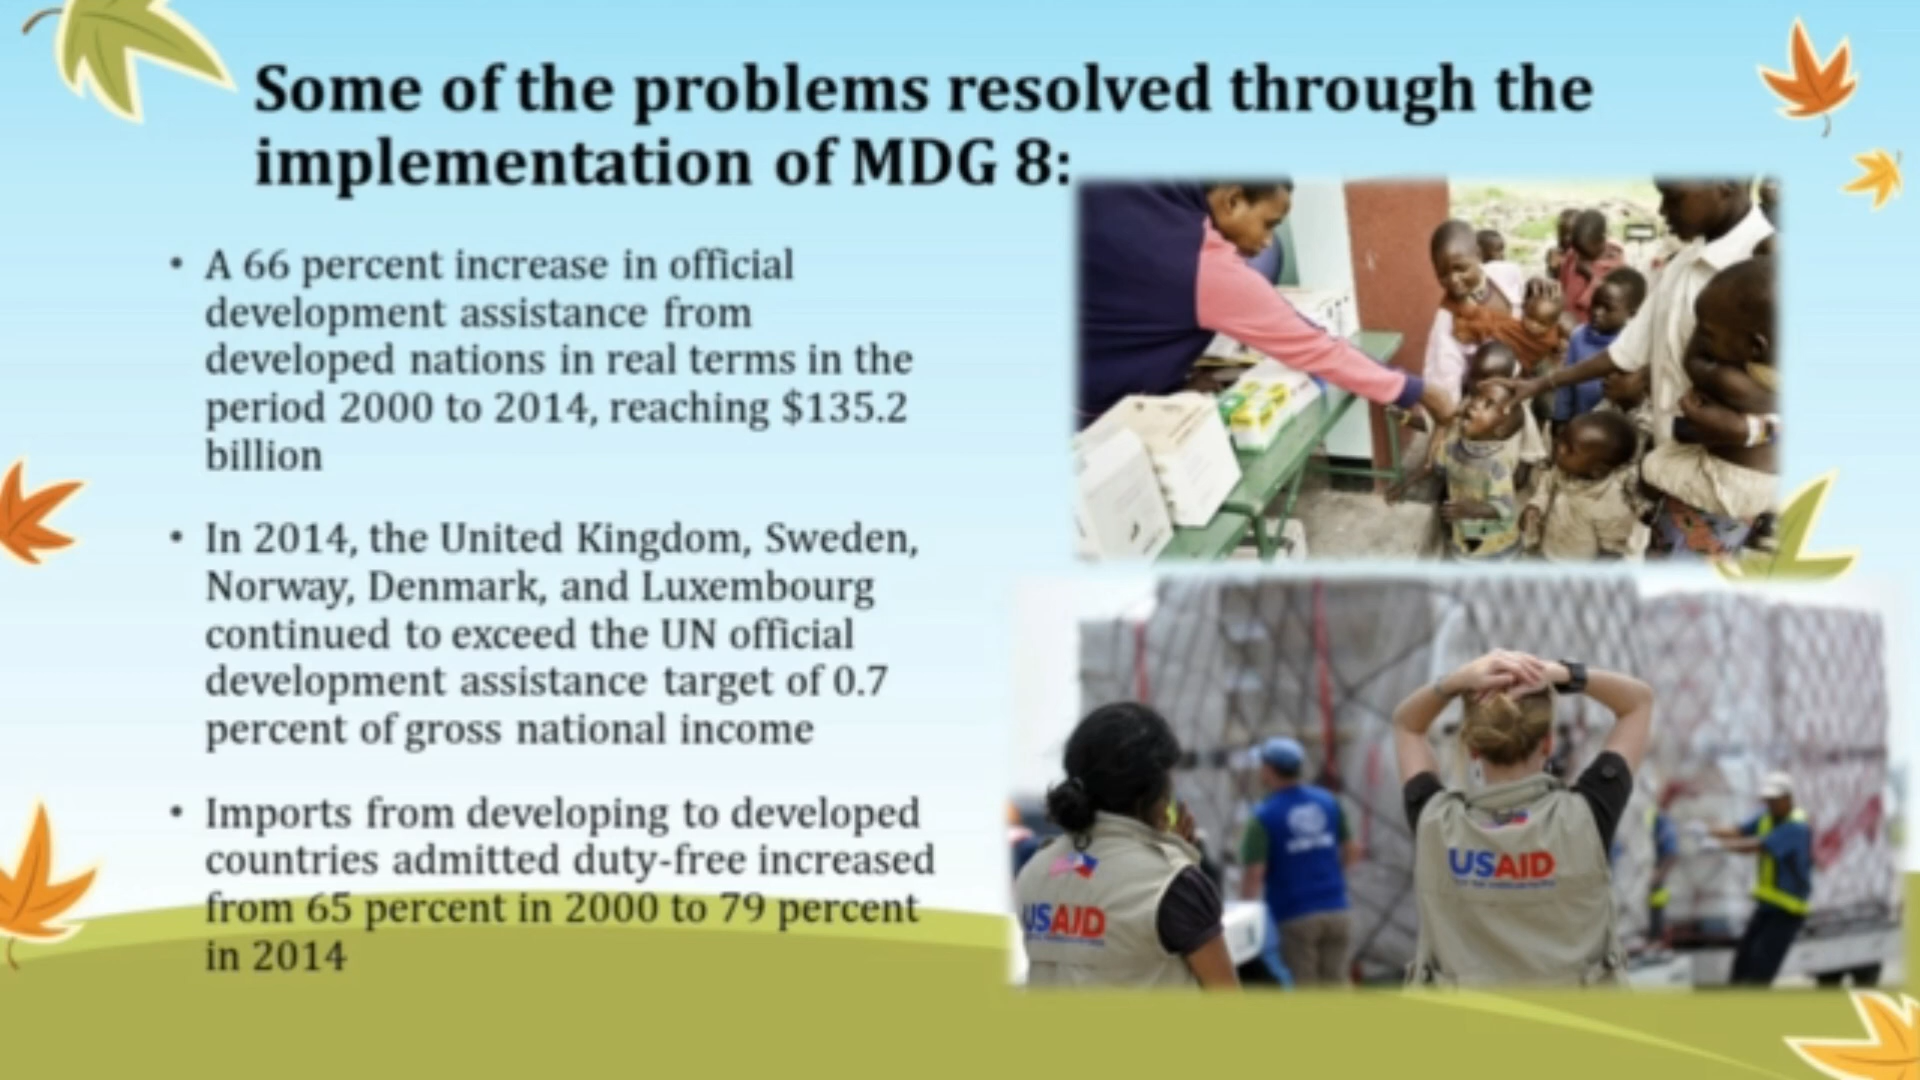 Some of the problems resolved through the
implementation of MDG 8:
• A 66 percent increase in official
development assistance from
developed nations in real terms in the
period 2000 to 2014, reaching $135.2
billion
• In 2014, the United Kingdom, Sweden,
Norway, Denmark, and Luxembourg
continued to exceed the UN official
development assistance target of 0.7
percent of gross national income
• Imports from developing to developed
countries admitted duty-free increased
from 65 percent in 2000 to 79 percent
in 2014
USAID
USAID